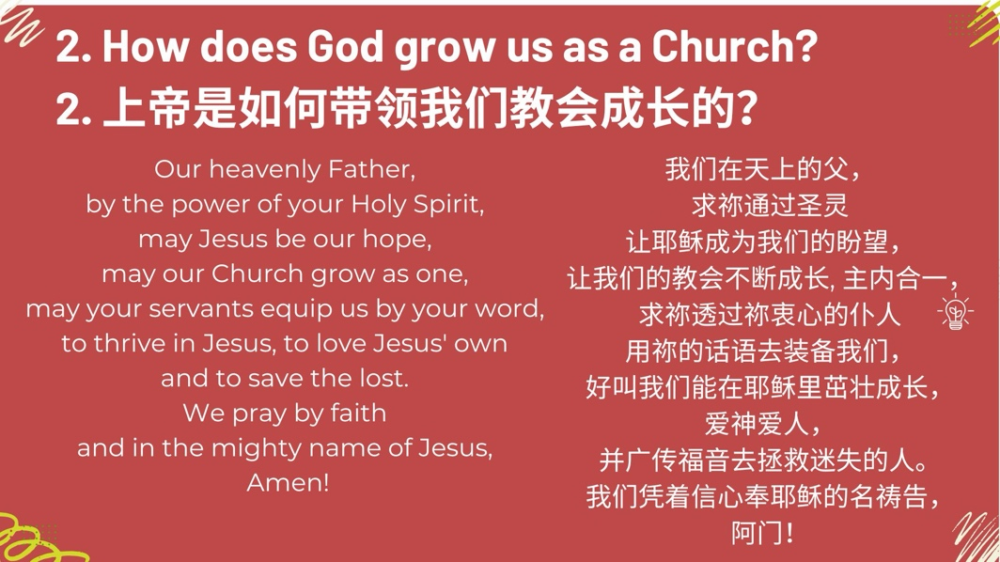 2. How does God grow us as a Church?
2. 上帝是如何带领我们教会成长的？
Our heavenly Father,
by the power of your Holy Spirit,
may Jesus be our hope,
may our Church grow as one,
may your servants equip us by your word,
to thrive in Jesus, to love Jesus' own
and to save the lost.
We pray by faith
and in the mighty name of Jesus,
Amen!
我们在天上的父，
求祢通过圣灵
让耶稣成为我们的盼望，
让我们的教会不断成长, 主内合一，
求祢透过祢衷心的仆人
用祢的话语去装备我们，
好叫我们能在耶稣里茁壮成长，
爱神爱人，
并广传福音去拯救迷失的人。
我们凭着信心奉耶稣的名祷告，
阿门！